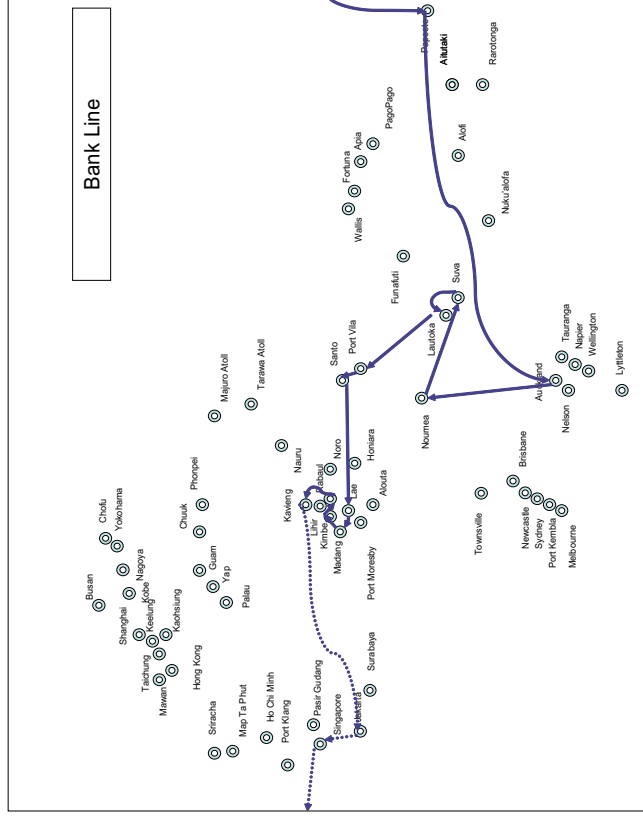 Bank Line
Papeete
Aitutaki
Rarotonga
PagoPago
Apia
Fortuna
Wallis
Alofi
Nuku'alofa
Funafuti
Suva
Lautoka
Port Vila
Santo
Tauranga
Napier
Wellington
Auckland
Nelson
Lyttleton
Noumea
Majuro Atoll
Tarawa Atoll
Nauru
Noro
Honiara
Rabaul
Kavieng
Lihir
Kimbe
Lae
Alouta
Madang
Port Moresby
Brisbane
Townsville
Newcastle
Sydney
Port Kembla
Melbourne
Phonpei
Chuuk
Guam
Yap
Palau
Chofu
Yokohama
Nagoya
Kobe
Busan
Shanghai
Keelung
Kaohsiung
Taichung
Mawan
Hong Kong
Sriracha
Map Ta Phut
Ho Chi Minh
Port Klang
Pasir Gudang
Singapore
Jakarta
Surabaya